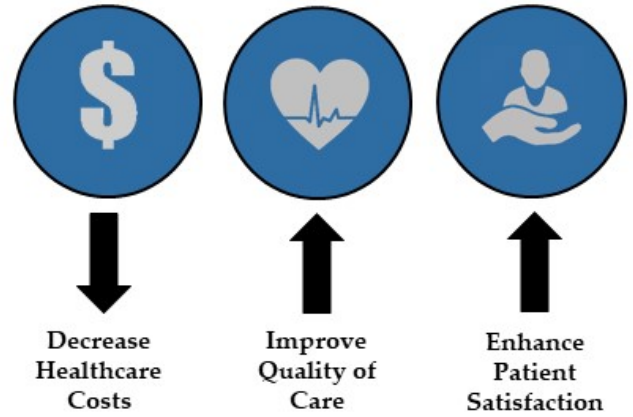 $
Decrease
Healthcare
Costs
Improve
Quality of
Care
Enhance
Patient
Satisfaction